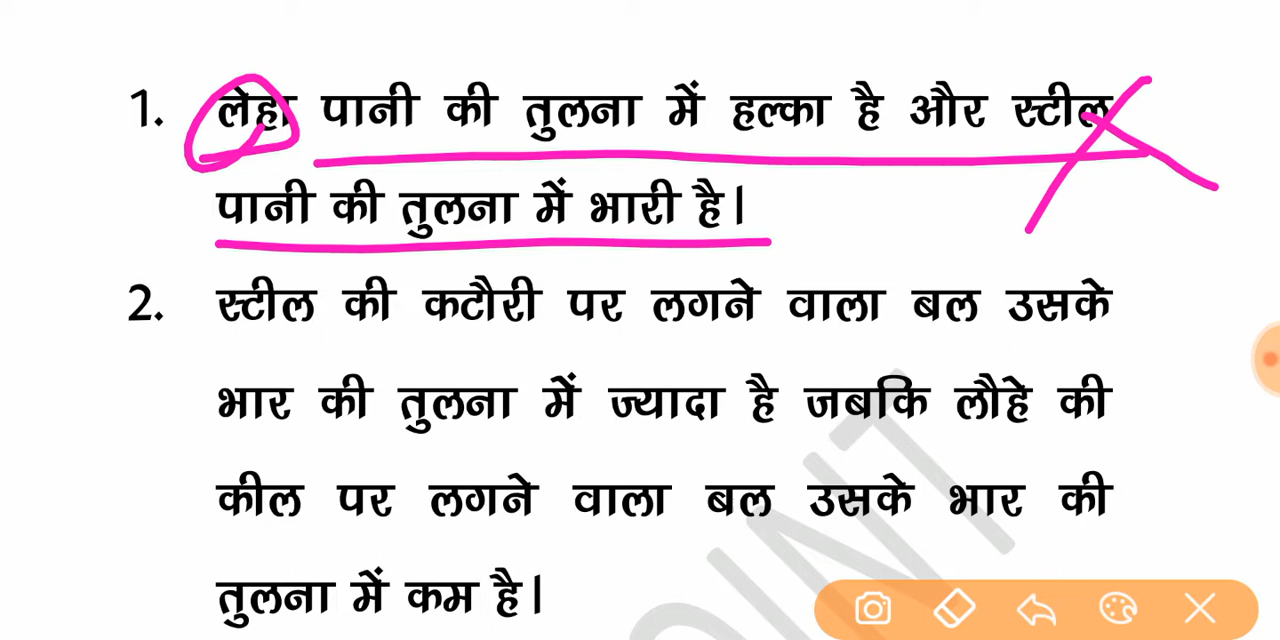 1. लेहा पानी की तुलना में हल्का है और स्टील
पानी की तुलना में भारी है।
2. स्टील की कटौरी पर लगने वाला बल उसके
भार की तुलना में ज्यादा है जबकि लौहे की
कील पर लगने वाला बल उसके भार की
तुलना में कम है।
OINT